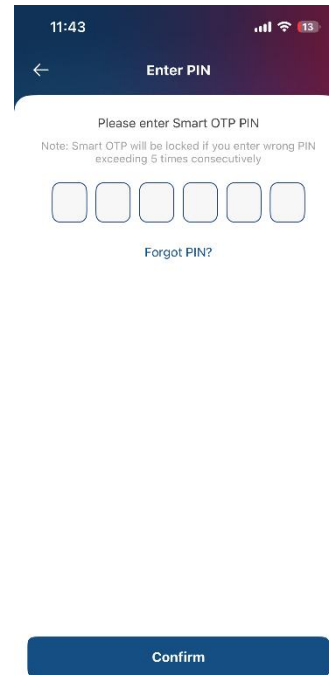 11:43
13
Enter PIN
Please enter Smart OTP PIN
Note: Smart OTP will be locked if you enter wrong PIN
exceeding 5 times consecutively
Forgot PIN?
Confirm